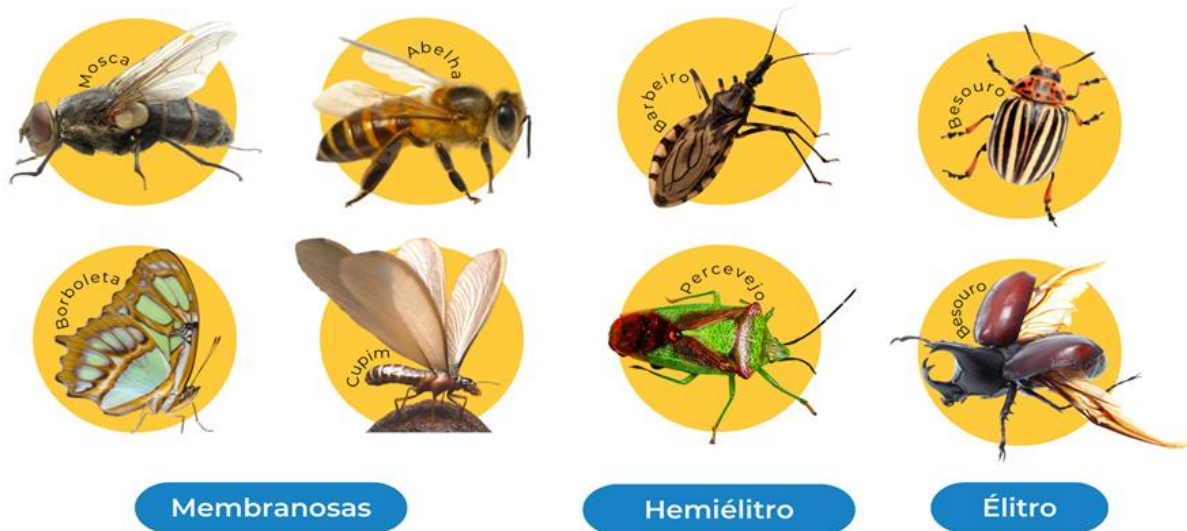 Mosca
Abelha
Barbeiro
Besouro
Borboleta
Cupim
Percevejo
Besouro
Membranosas
Hemiélitro
Élitro